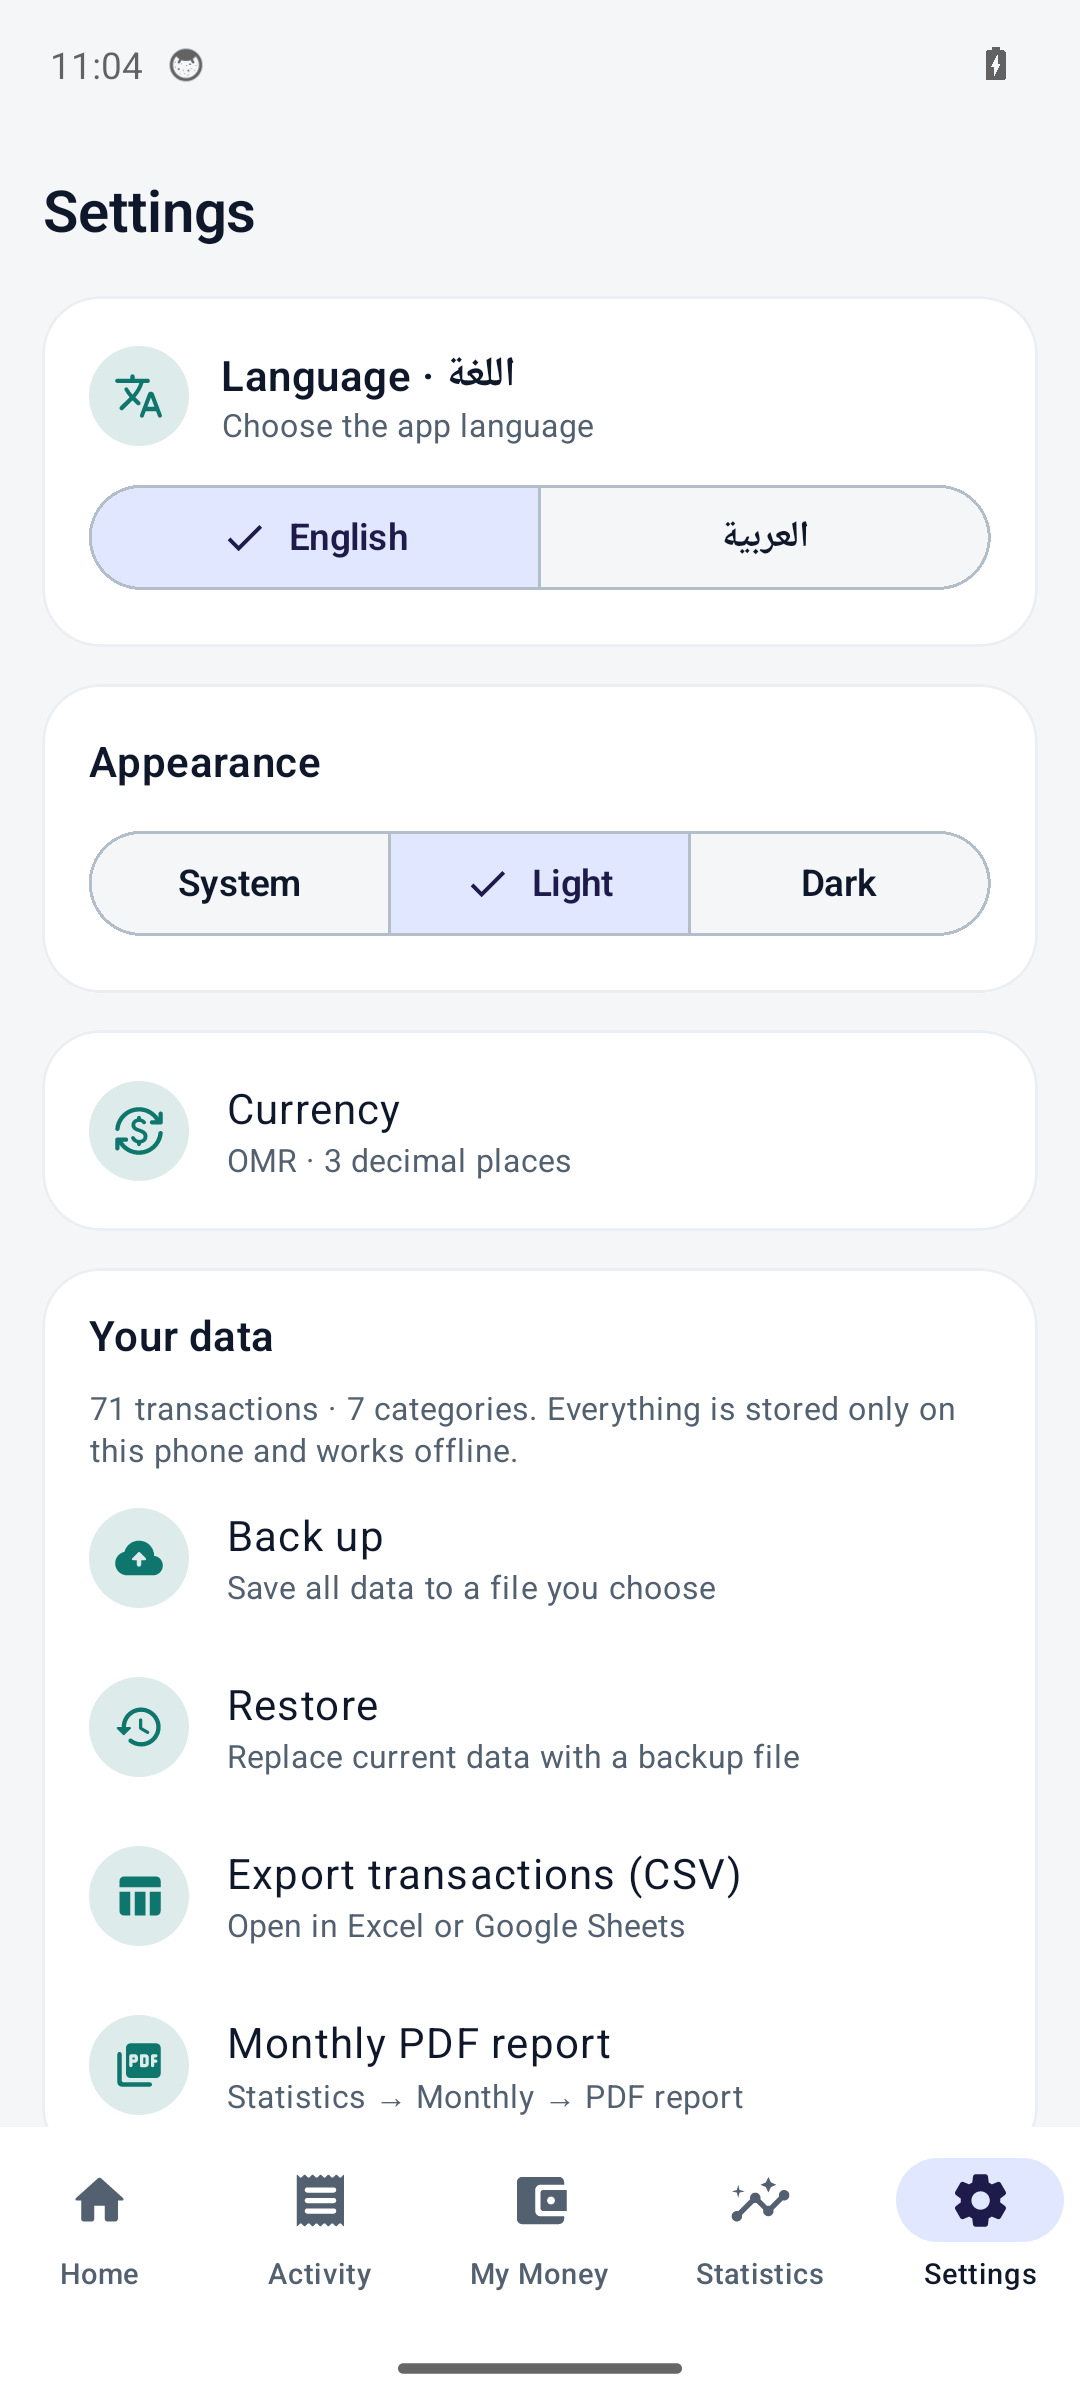 11:04
Settings
Language · اللغة
Choose the app language
English
العربية
Appearance
System
Light
Dark
Currency
OMR · 3 decimal places
Your data
71 transactions · 7 categories. Everything is stored only on
this phone and works offline.
Back up
Save all data to a file you choose
Restore
Replace current data with a backup file
Export transactions (CSV)
Open in Excel or Google Sheets
PDF
Monthly PDF report
Statistics → Monthly → PDF report
Home
Activity
My Money
Statistics
Settings